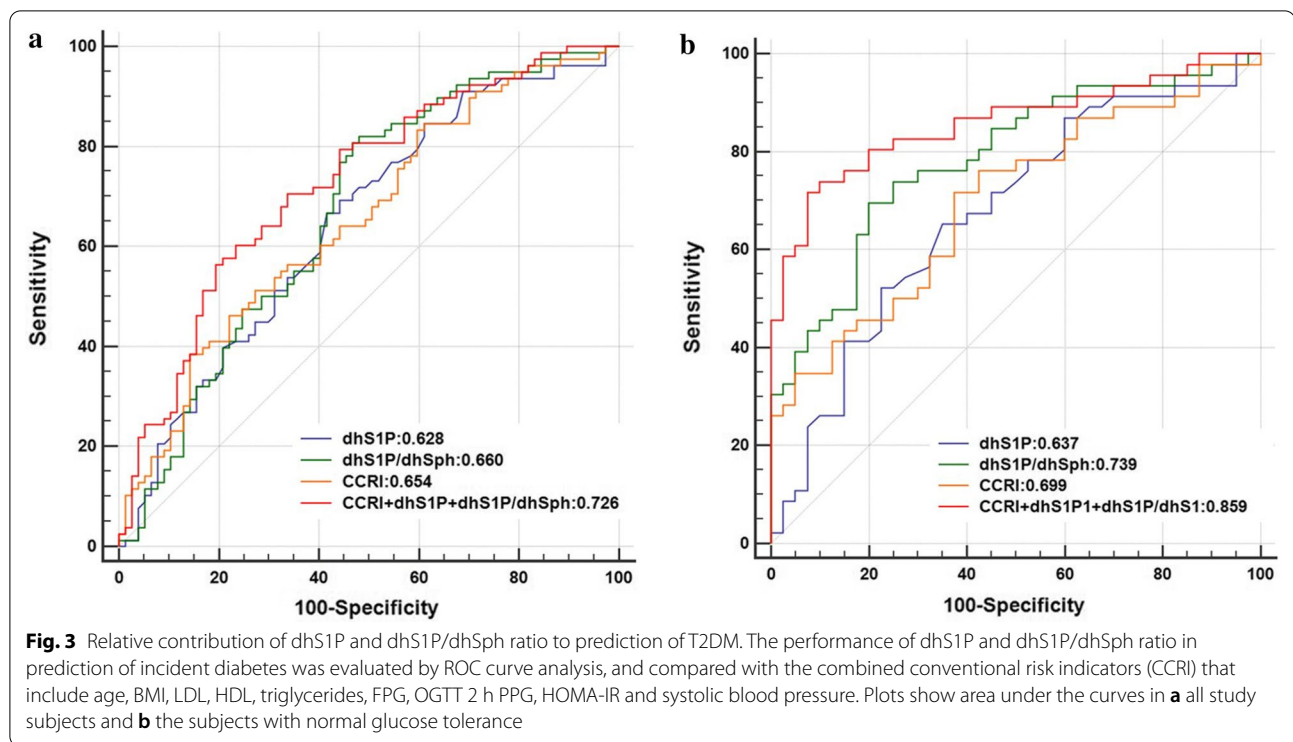 a
100
80
60
40
20
0
Sensitivity
dhS1P:0.628
dhS1P/dhSph:0.660
CCRI:0.654
CCRI+dhS1P+dhS1P/dhSph:0.726
0 20 40 60 80 100
100-Specificity
b
100
80
60
40
20
0
Sensitivity
dhS1P:0.637
dhS1P/dhSph:0.739
CCRI:0.699
CCRI+dhS1P1+dhS1P/dhS1:0.859
0 20 40 60 80 100
100-Specificity
Fig. 3 Relative contribution of dhS1P and dhS1P/dhSph ratio to prediction of T2DM. The performance of dhS1P and dhS1P/dhSph ratio in
prediction of incident diabetes was evaluated by ROC curve analysis, and compared with the combined conventional risk indicators (CCRI) that
include age, BMI, LDL, HDL, triglycerides, FPG, OGTT 2 h PPG, HOMA-IR and systolic blood pressure. Plots show area under the curves in a all study
subjects and b the subjects with normal glucose tolerance